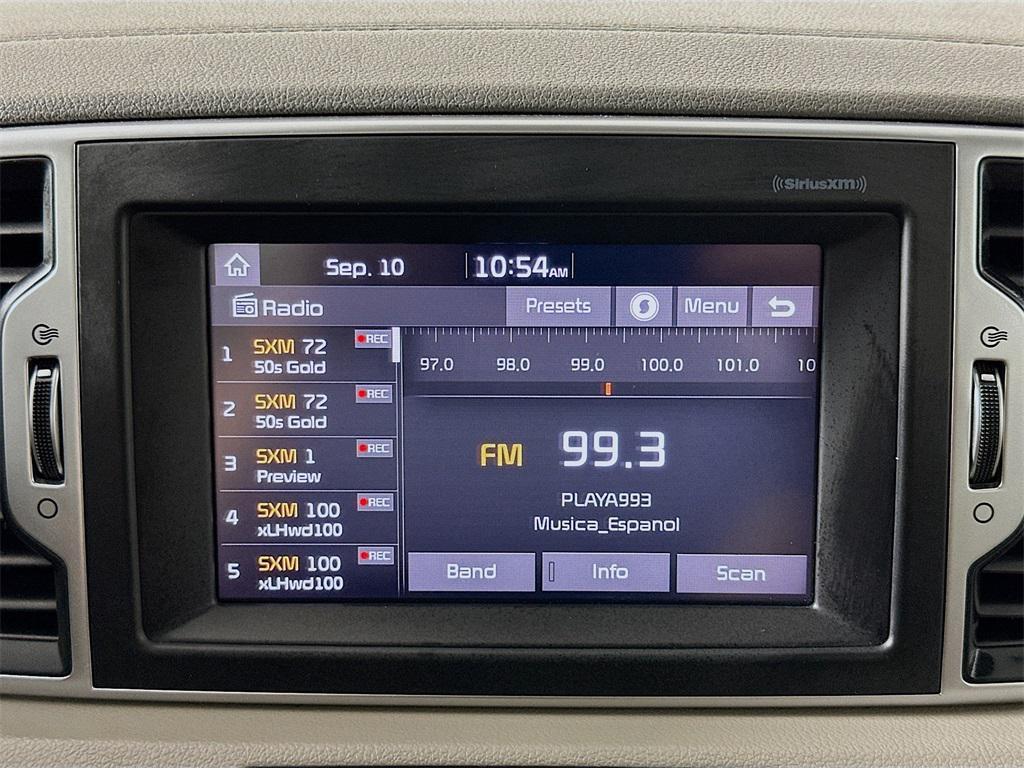 ((SiriusXM))
Sep. 10 10:54AM
Radio Presets Menu
1 SXM 72 REC
50s Gold
2 SXM 72 REC
50s Gold
3 SXM 1 REC
Preview
4 SXM 100 REC
xLHwd100
5 SXM 100 REC
xLHwd100
97.0 98.0 99.0 100.0 101.0 10
FM 99.3
PLAYA993
Musica_Espanol
Band Info Scan